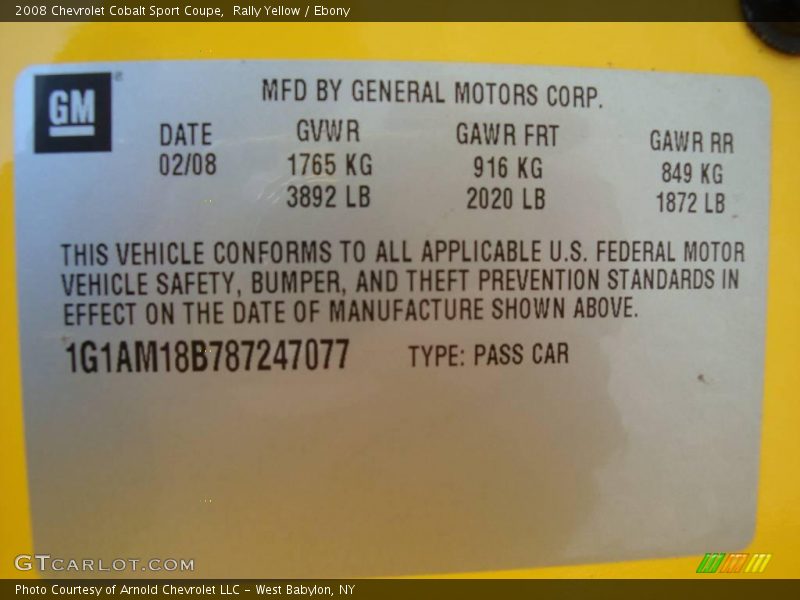 2008 Chevrolet Cobalt Sport Coupe,  Rally Yellow / Ebony
GM ®
MFD BY GENERAL MOTORS CORP.
DATE GVWR GAWR FRT GAWR RR
02/08 1765 KG 916 KG 849 KG
3892 LB 2020 LB 1872 LB
THIS VEHICLE CONFORMS TO ALL APPLICABLE U.S. FEDERAL MOTOR
VEHICLE SAFETY, BUMPER, AND THEFT PREVENTION STANDARDS IN
EFFECT ON THE DATE OF MANUFACTURE SHOWN ABOVE.
1G1AM18B787247077 TYPE: PASS CAR
GTCARLOT.COM
Photo Courtesy of Arnold Chevrolet LLC – West Babylon, NY